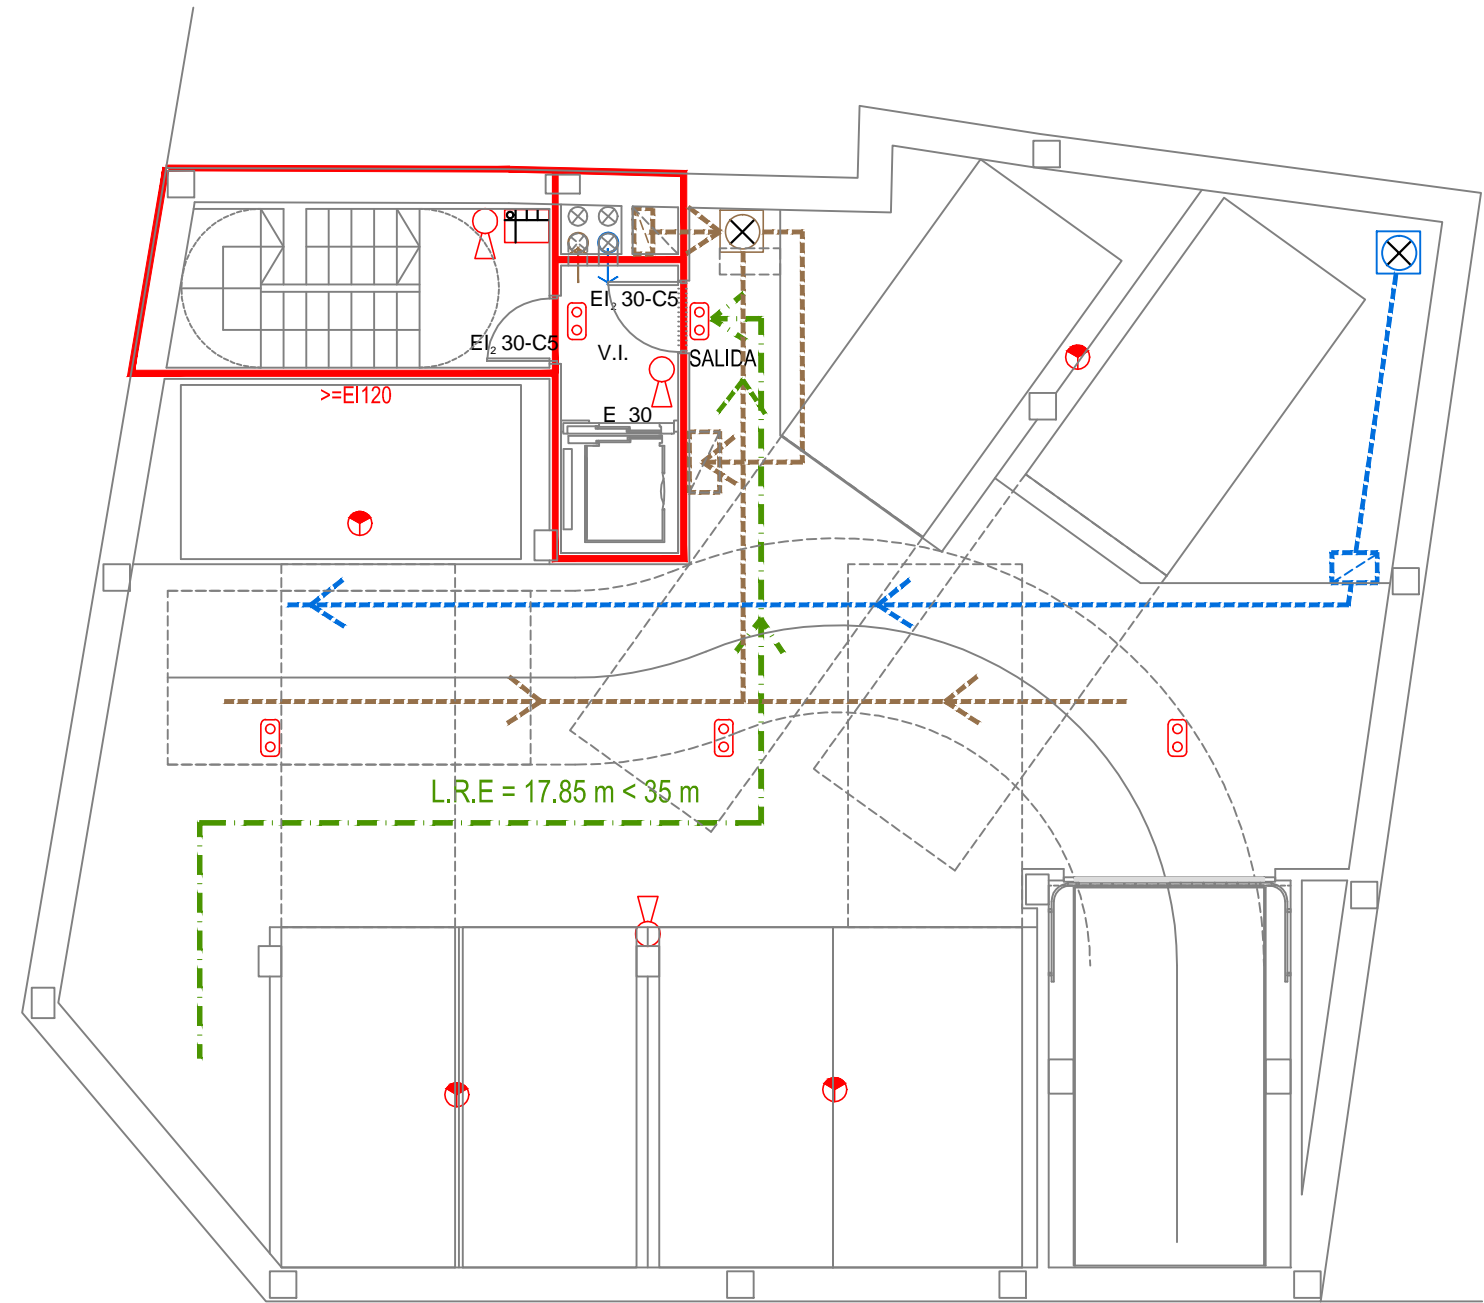 EI₂ 30-C5
EI₂ 30-C5
V.I.
SALIDA
>=EI120
E 30
L.R.E = 17.85 m < 35 m